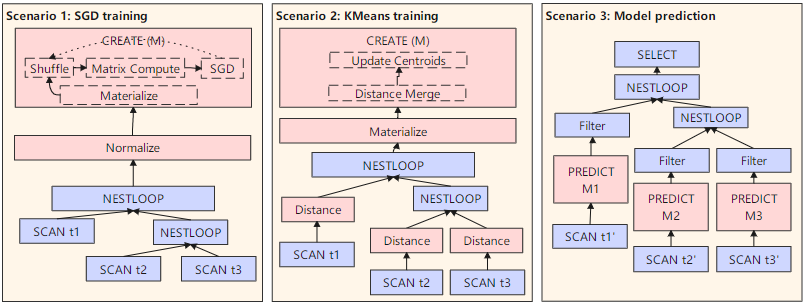 Scenario 1: SGD training
CREATE (M)
Shuffle
Matrix Compute
SGD
Materialize
Normalize
NESTLOOP
SCAN t1
NESTLOOP
SCAN t2
SCAN t3
Scenario 2: KMeans training
CREATE (M)
Update Centroids
Distance Merge
Materialize
NESTLOOP
Distance
NESTLOOP
SCAN t1
Distance
Distance
SCAN t2
SCAN t3
Scenario 3: Model prediction
SELECT
NESTLOOP
Filter
NESTLOOP
PREDICT
M1
Filter
Filter
PREDICT
M2
PREDICT
M3
SCAN t1'
SCAN t2'
SCAN t3'